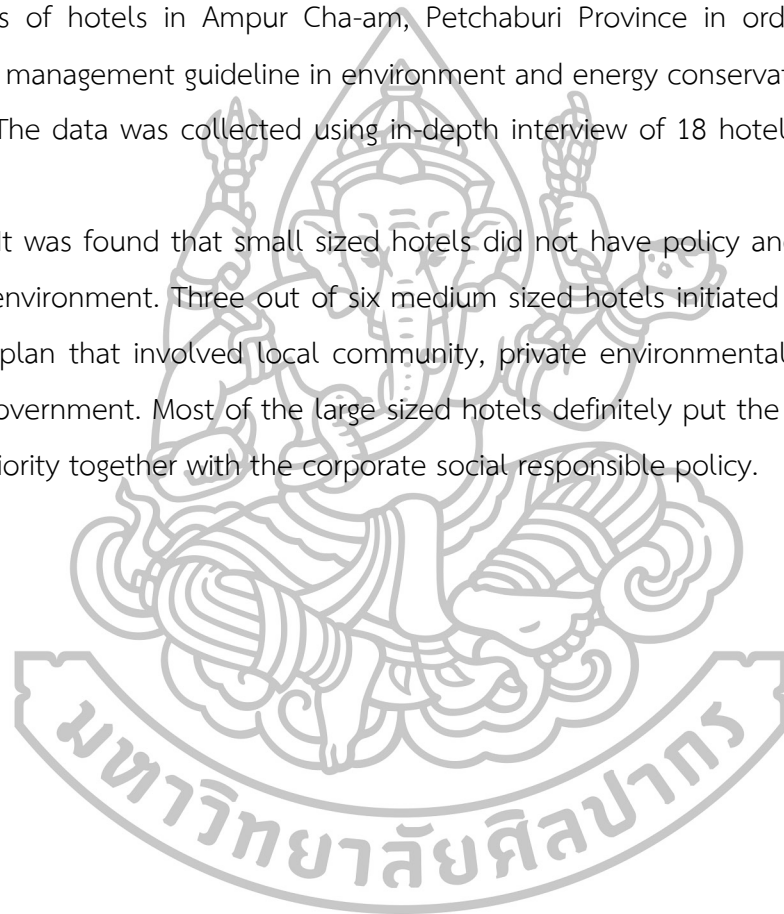 s of hotels in Ampur Cha-am, Petchaburi Province in ord
management guideline in environment and energy conservat
The data was collected using in-depth interview of 18 hotel
It was found that small sized hotels did not have policy an
environment. Three out of six medium sized hotels initiated
plan that involved local community, private environmental
overnment. Most of the large sized hotels definitely put the
iority together with the corporate social responsible policy.
มหาวิทยาลัยศิลปากร